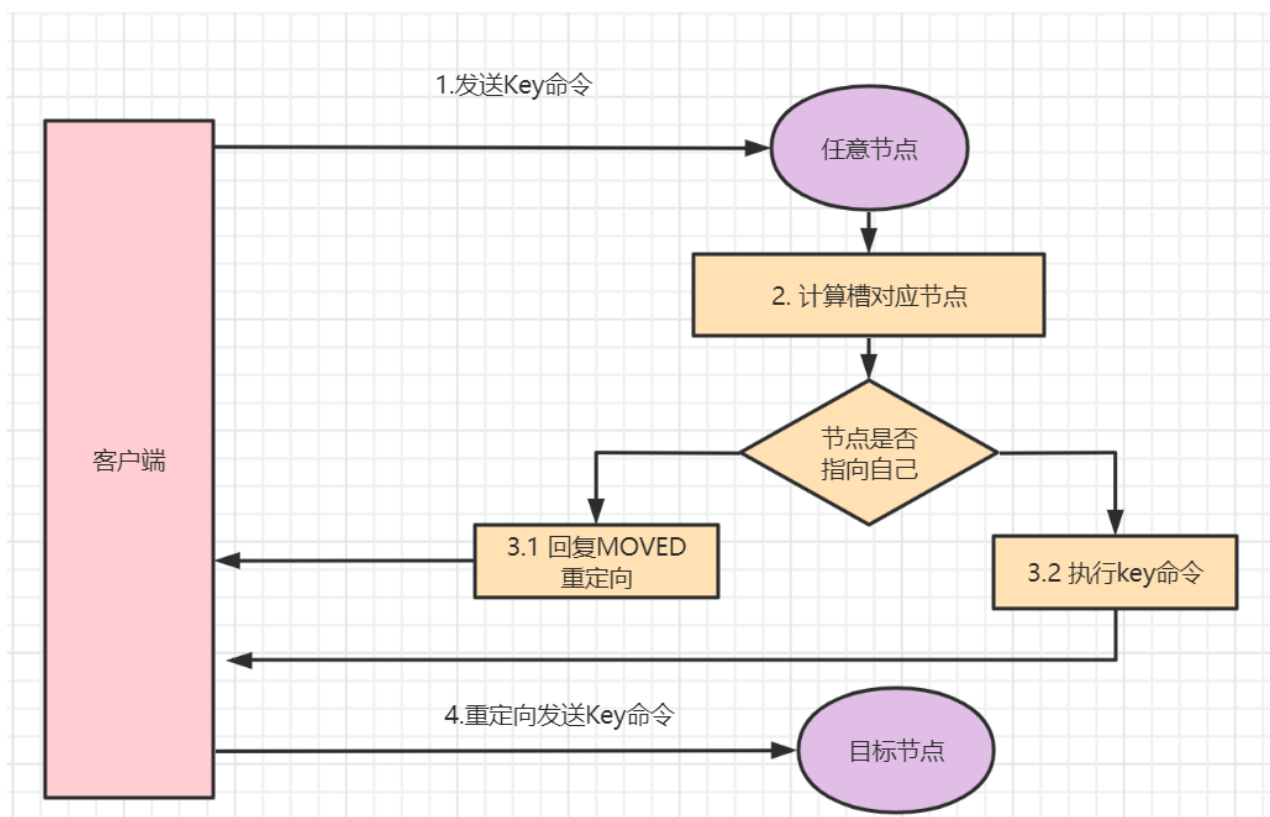 1.发送Key命令
任意节点
2. 计算槽对应节点
节点是否
指向自己
客户端
3.1 回复MOVED
重定向
3.2 执行key命令
4.重定向发送Key命令
目标节点